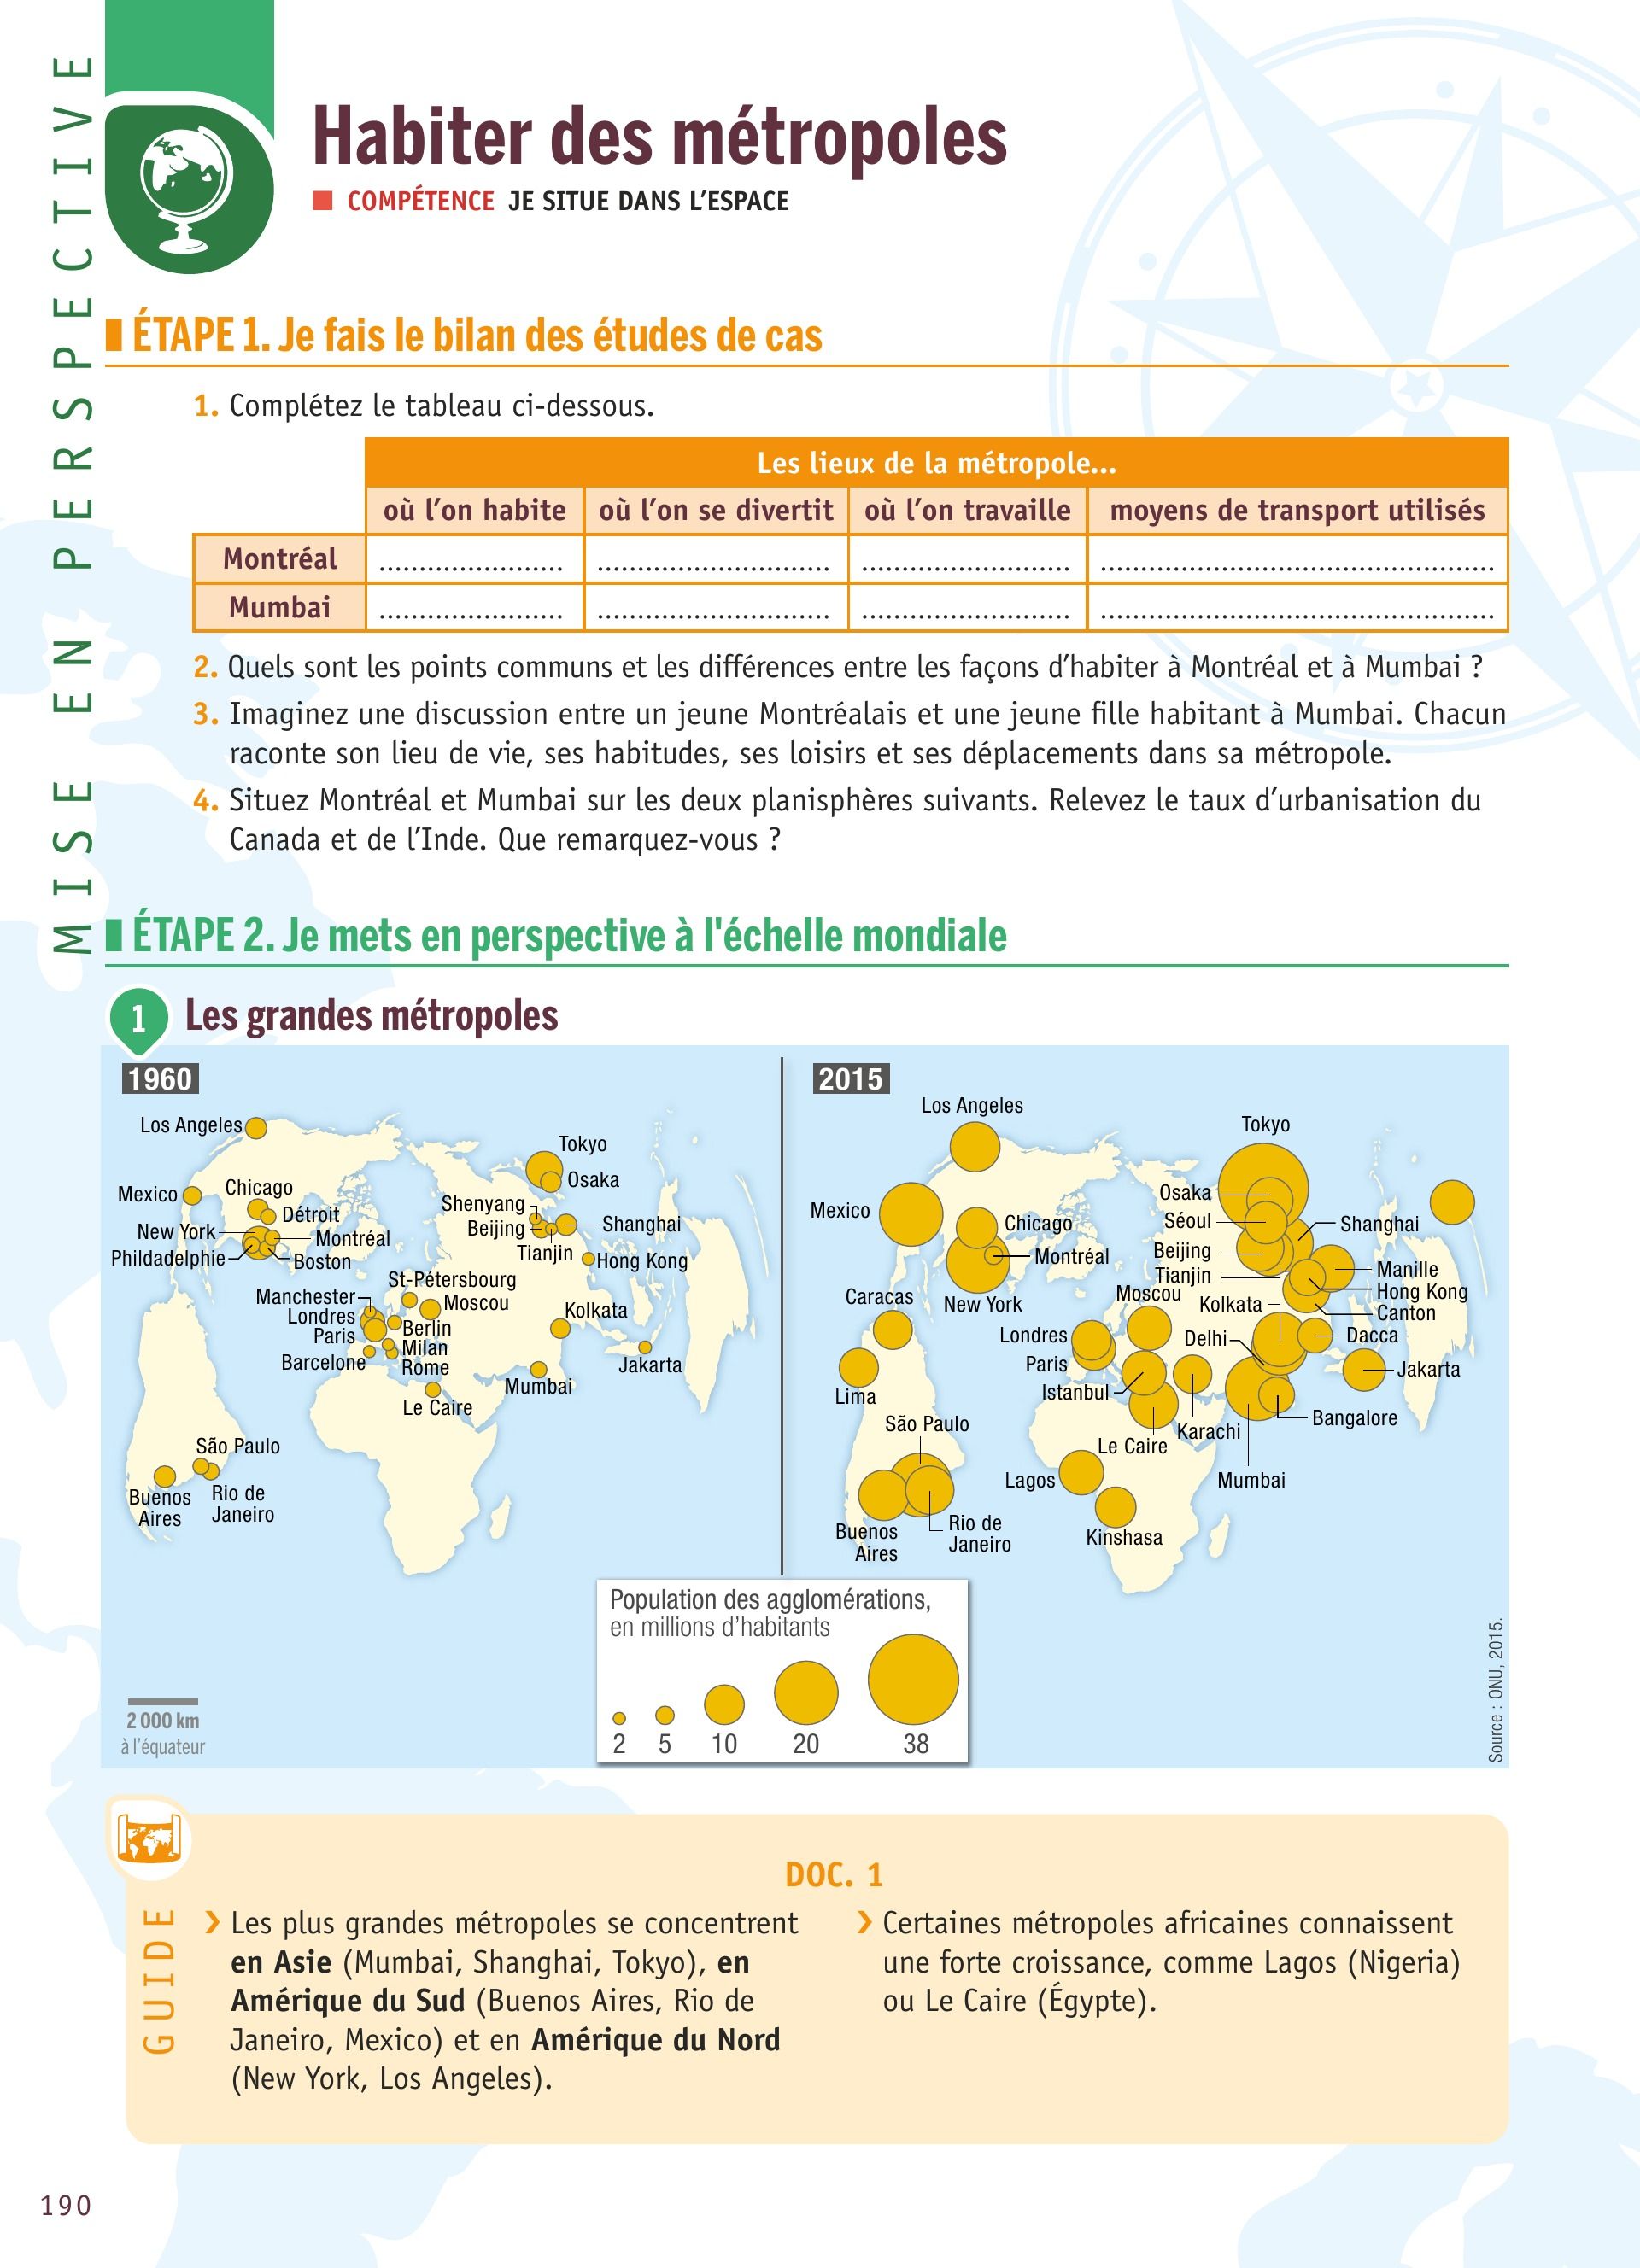 MISE EN PERSPECTIVE
Habiter des métropoles
COMPÉTENCE JE SITUE DANS L'ESPACE
ÉTAPE 1. Je fais le bilan des études de cas
1. Complétez le tableau ci-dessous.
Les lieux de la métropole...
où l'on habite où l'on se divertit où l'on travaille moyens de transport utilisés
Montréal
Mumbai
2. Quels sont les points communs et les différences entre les façons d'habiter à Montréal et à Mumbai ?
3. Imaginez une discussion entre un jeune Montréalais et une jeune fille habitant à Mumbai. Chacun
raconte son lieu de vie, ses habitudes, ses loisirs et ses déplacements dans sa métropole.
4. Situez Montréal et Mumbai sur les deux planisphères suivants. Relevez le taux d'urbanisation du
Canada et de l'Inde. Que remarquez-vous ?
ÉTAPE 2. Je mets en perspective à l'échelle mondiale
1 Les grandes métropoles
1960
Los Angeles
Tokyo
Osaka
Mexico
Chicago
Détroit
Shenyang
New York
Montréal
Beijing
Shanghai
Phildadelphie
Boston
Tianjin
Hong Kong
St-Pétersbourg
Manchester
Moscou
Londres
Kolkata
Paris
Berlin
Milan
Barcelone
Rome
Jakarta
Mumbai
Le Caire
São Paulo
Buenos
Aires
Rio de
Janeiro
2015
Los Angeles
Tokyo
Osaka
Mexico
Séoul
Chicago
Shanghai
Montréal
Beijing
Tianjin
Manille
Hong Kong
Canton
Moscou
Caracas
New York
Kolkata
Londres
Delhi
Dacca
Paris
Jakarta
Istanbul
Lima
Bangalore
São Paulo
Karachi
Le Caire
Lagos
Mumbai
Buenos
Aires
Rio de
Janeiro
Kinshasa
Population des agglomérations,
en millions d'habitants
2 5 10 20 38
2 000 km
à l'équateur
Source : ONU, 2015.
GUIDE
DOC. 1
› Les plus grandes métropoles se concentrent
en Asie (Mumbai, Shanghai, Tokyo), en
Amérique du Sud (Buenos Aires, Rio de
Janeiro, Mexico) et en Amérique du Nord
(New York, Los Angeles).
› Certaines métropoles africaines connaissent
une forte croissance, comme Lagos (Nigeria)
ou Le Caire (Égypte).
190